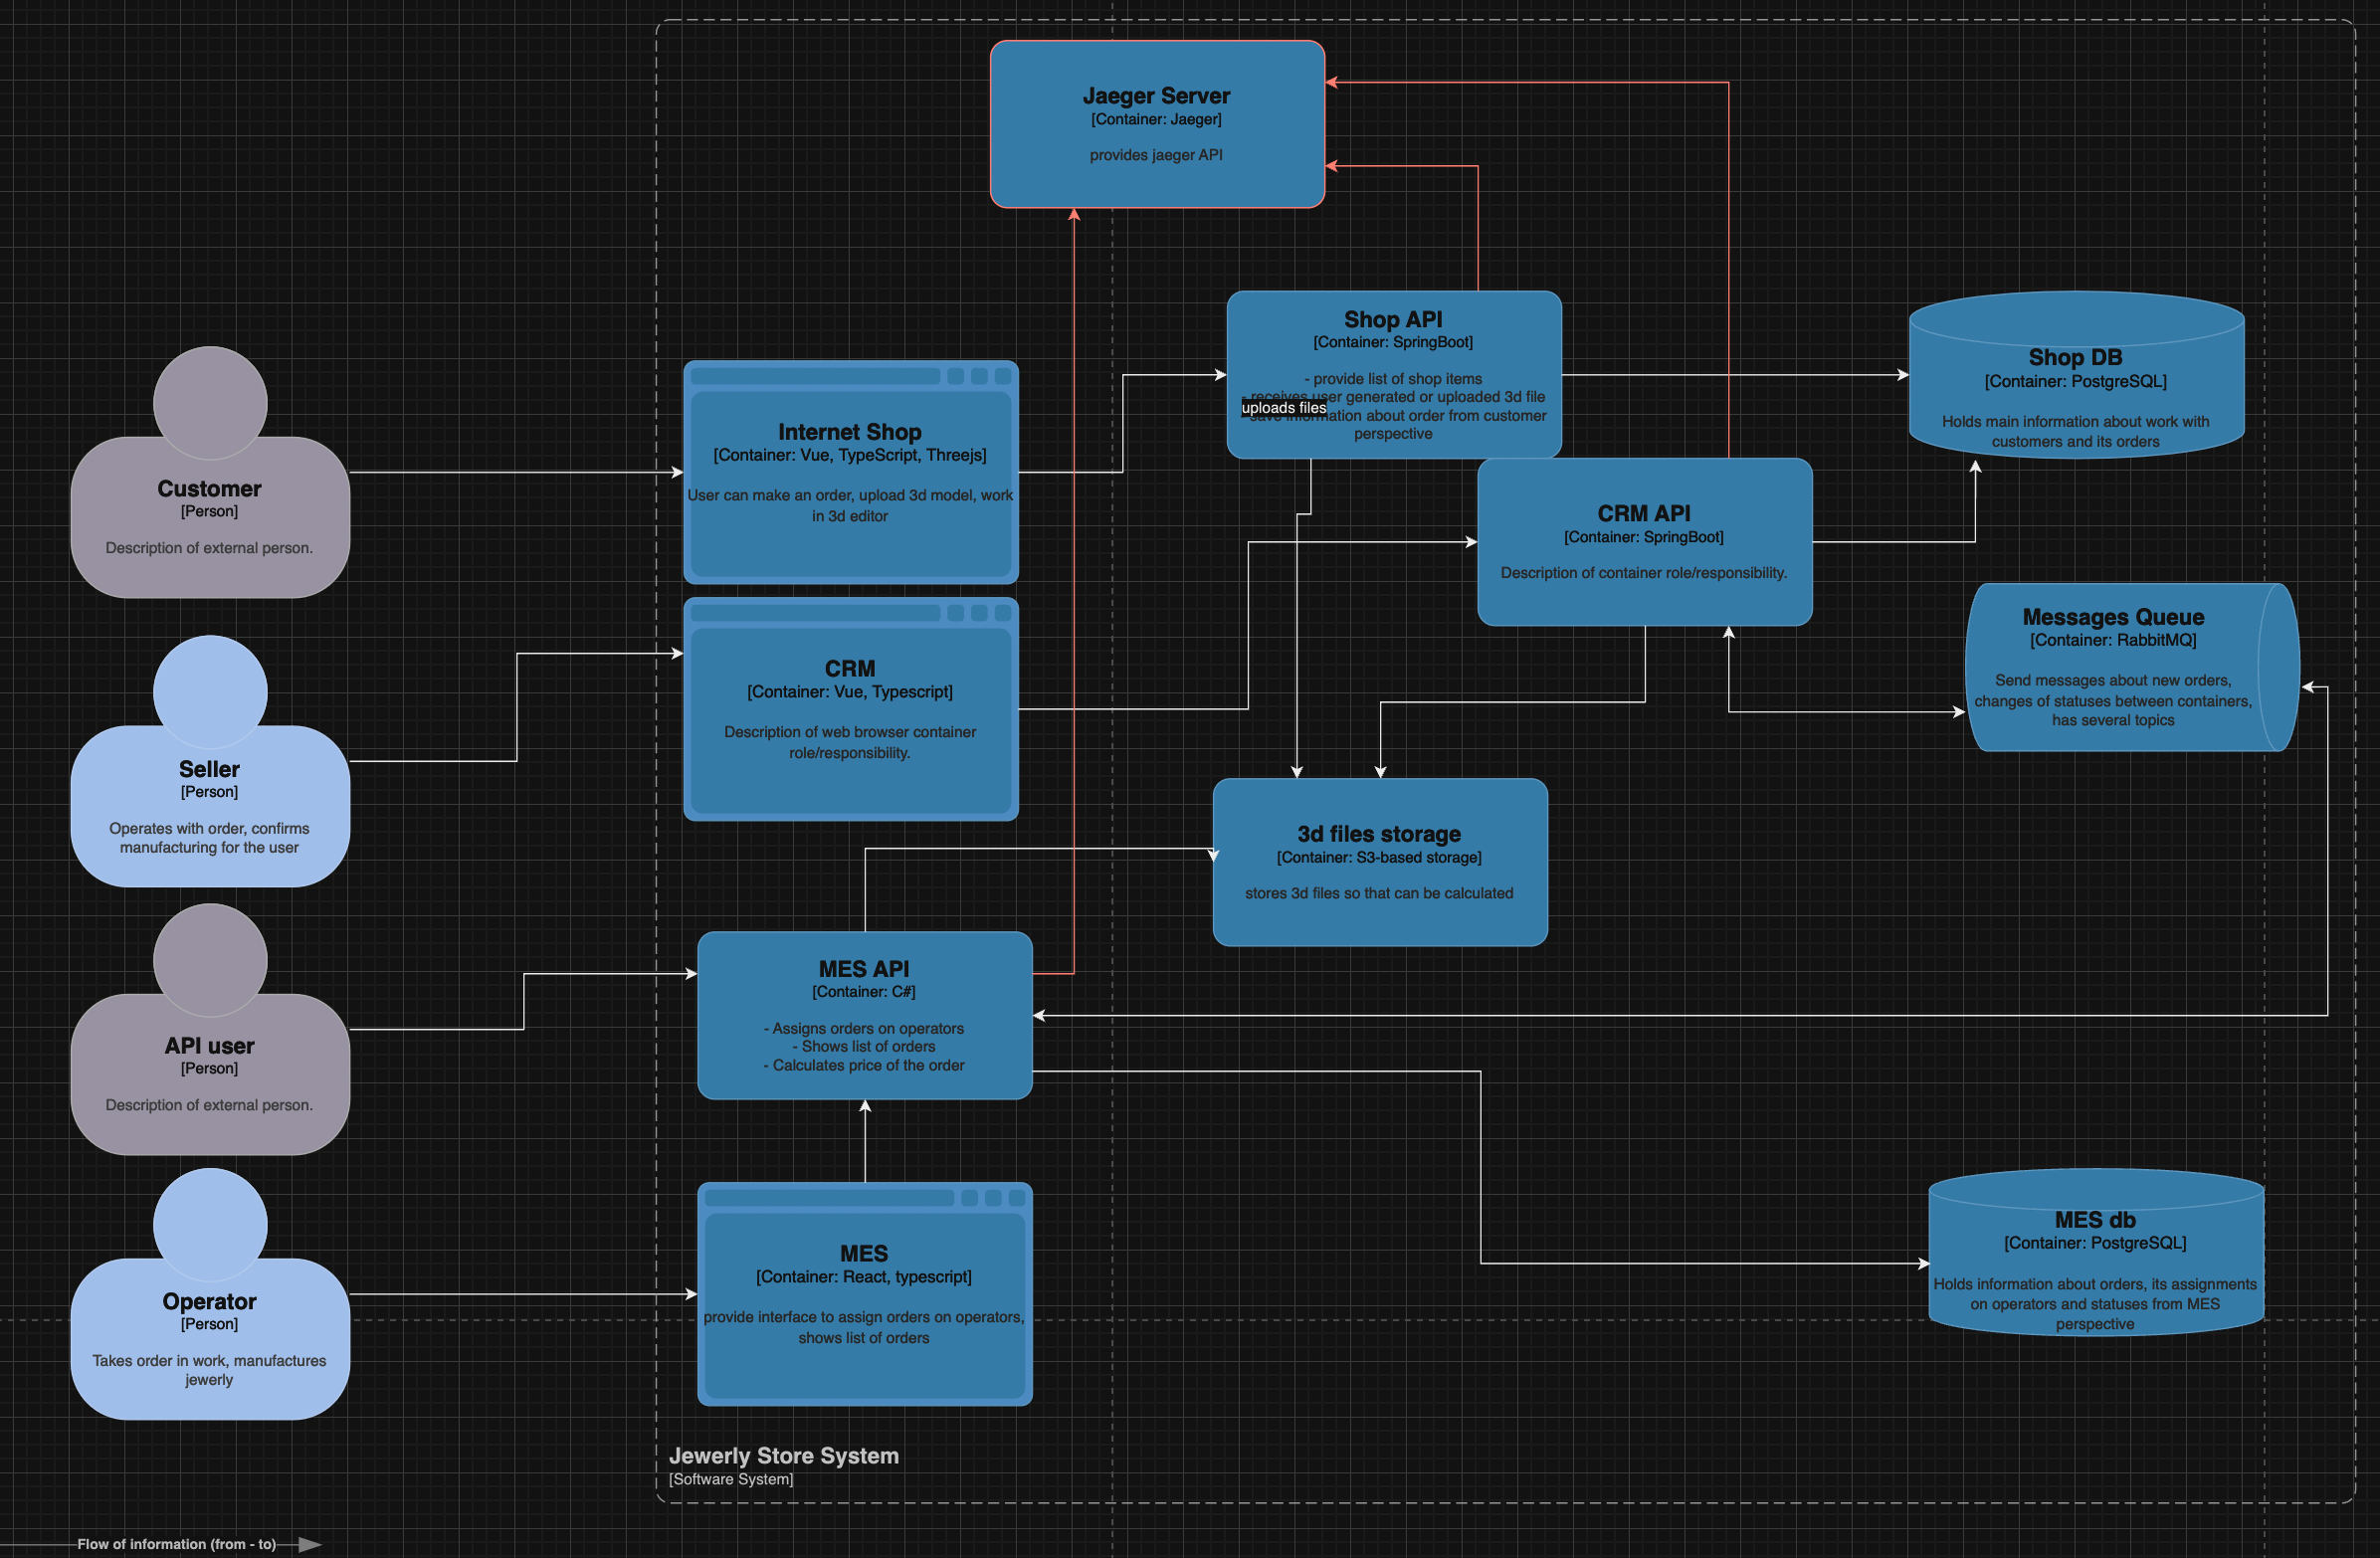 Jaeger Server
[Container: Jaeger]
provides jaeger API
Shop API
[Container: SpringBoot]
- provide list of shop items
- receives user generated or uploaded 3d file
uploads files
save information about order from customer
perspective
Shop DB
[Container: PostgreSQL]
Holds main information about work with
customers and its orders
Customer
[Person]
Description of external person.
Internet Shop
[Container: Vue, TypeScript, Threejs]
User can make an order, upload 3d model, work
in 3d editor
CRM API
[Container: SpringBoot]
Description of container role/responsibility.
Messages Queue
[Container: RabbitMQ]
Send messages about new orders,
changes of statuses between containers,
has several topics
Seller
[Person]
Operates with order, confirms
manufacturing for the user
CRM
[Container: Vue, Typescript]
Description of web browser container
role/responsibility.
3d files storage
[Container: S3-based storage]
stores 3d files so that can be calculated
API user
[Person]
Description of external person.
MES API
[Container: C#]
- Assigns orders on operators
- Shows list of orders
- Calculates price of the order
Operator
[Person]
Takes order in work, manufactures
jewerly
MES
[Container: React, typescript]
provide interface to assign orders on operators,
shows list of orders
MES db
[Container: PostgreSQL]
Holds information about orders, its assignments
on operators and statuses from MES
perspective
Jewerly Store System
[Software System]
Flow of information (from - to)